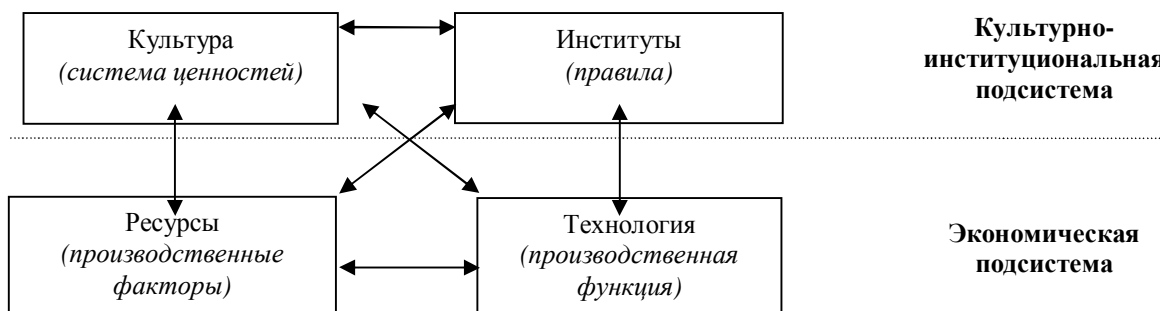 Культура
(система ценностей)
Институты
(правила)
Культурно-
институциональная
подсистема
Ресурсы
(производственные
факторы)
Технология
(производственная
функция)
Экономическая
подсистема